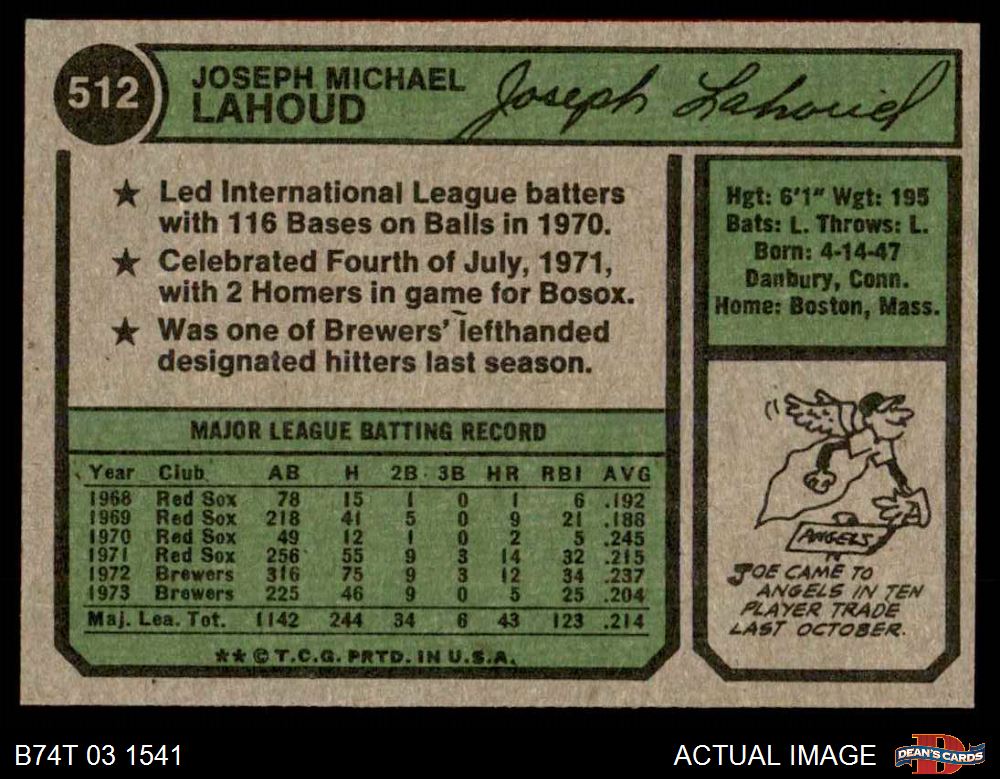 512
JOSEPH MICHAEL
LAHOUD
Joseph Lahoud
★ Led International League batters
with 116 Bases on Balls in 1970.
★ Celebrated Fourth of July, 1971,
with 2 Homers in game for Bosox.
★ Was one of Brewers' lefthanded
designated hitters last season.
Hgt: 6'1" Wgt: 195
Bats: L. Throws: L.
Born: 4-14-47
Danbury, Conn.
Home: Boston, Mass.
MAJOR LEAGUE BATTING RECORD
Year Club AB H 2B 3B HR RBI AVG
1968 Red Sox 78 15 1 0 1 6 .192
1969 Red Sox 218 41 5 0 9 21 .188
1970 Red Sox 49 12 1 0 2 5 .245
1971 Red Sox 256 55 9 3 14 32 .215
1972 Brewers 316 75 9 3 12 34 .237
1973 Brewers 225 46 9 0 5 25 .204
Maj. Lea. Tot. 1142 244 34 6 43 123 .214
★★ © T.C.G. PRTD. IN U.S.A.
ANGELS
JOE CAME TO
ANGELS IN TEN
PLAYER TRADE
LAST OCTOBER.
B74T 03 1541
ACTUAL IMAGE
DEAN'S CARDS